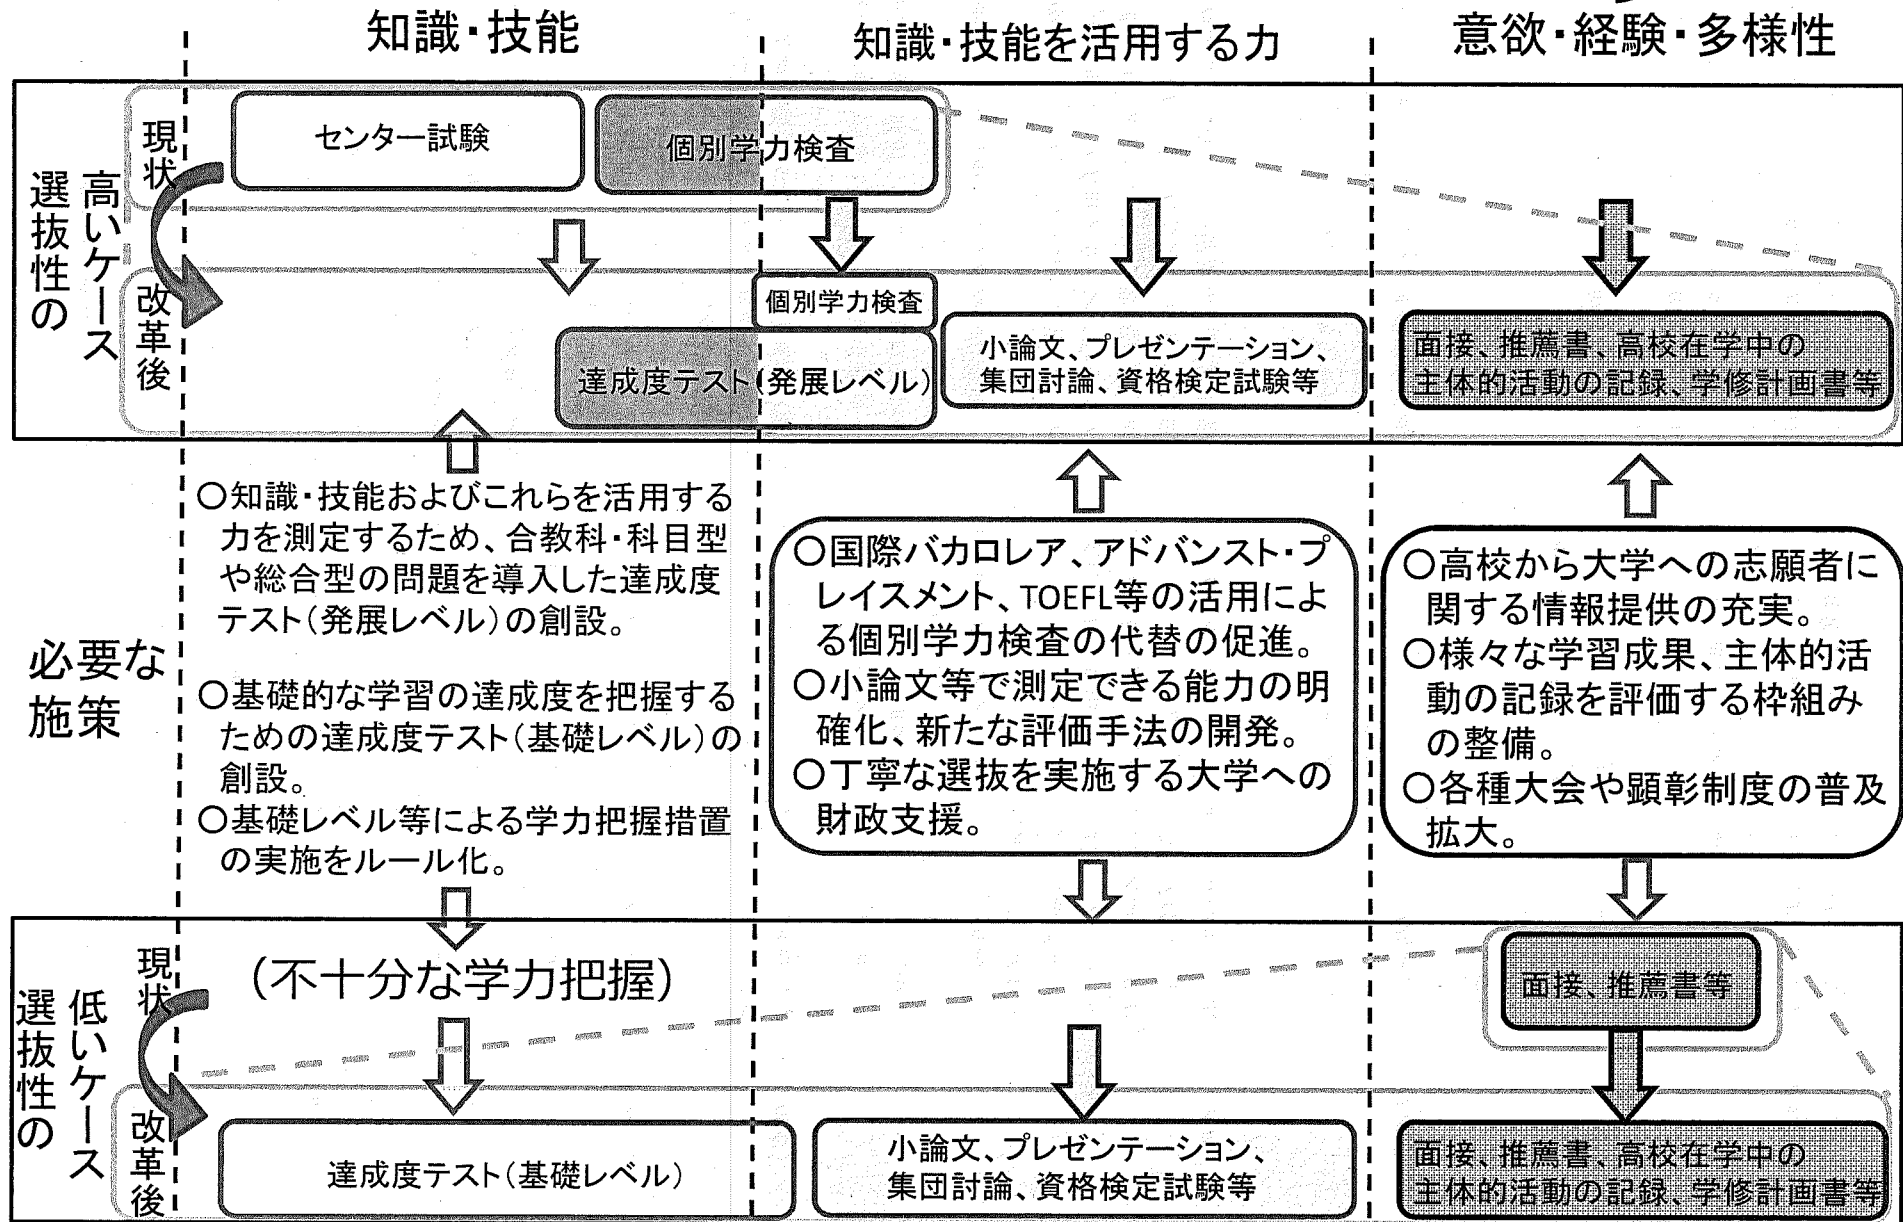 知識・技能
知識・技能を活用する力
意欲・経験・多様性
選抜性の
高いケース
現状
センター試験
個別学力検査
改革後
個別学力検査
達成度テスト(発展レベル)
小論文、プレゼンテーション、
集団討論、資格検定試験等
面接、推薦書、高校在学中の
主体的活動の記録、学修計画書等
必要な
施策
○知識・技能およびこれらを活用する
力を測定するため、合教科・科目型
や総合型の問題を導入した達成度
テスト(発展レベル)の創設。
○基礎的な学習の達成度を把握する
ための達成度テスト(基礎レベル)の
創設。
○基礎レベル等による学力把握措置
の実施をルール化。
○国際バカロレア、アドバンスト・プ
レイスメント、TOEFL等の活用によ
る個別学力検査の代替の促進。
○小論文等で測定できる能力の明
確化、新たな評価手法の開発。
○丁寧な選抜を実施する大学への
財政支援。
○高校から大学への志願者に
関する情報提供の充実。
○様々な学習成果、主体的活
動の記録を評価する枠組み
の整備。
○各種大会や顕彰制度の普及
拡大。
選抜性の
低いケース
現状
(不十分な学力把握)
面接、推薦書等
改革後
達成度テスト(基礎レベル)
小論文、プレゼンテーション、
集団討論、資格検定試験等
面接、推薦書、高校在学中の
主体的活動の記録、学修計画書等